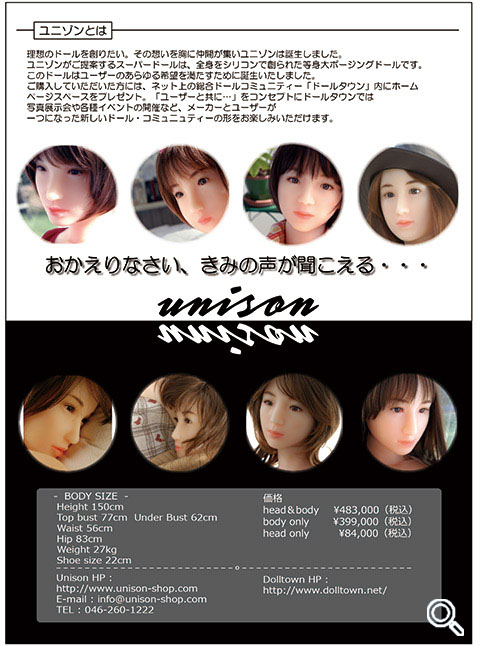 ユニゾンとは
理想のドールを創りたい。その想いを胸に仲間が集いユニゾンは誕生しました。
ユニゾンがご提案するスーパードールは、全身をシリコンで創られた等身大ポージングドールです。
このドールはユーザーのあらゆる希望を満たすために誕生いたしました。
ご購入していただいた方には、ネット上の総合ドールコミュニティー「ドールタウン」内にホーム
ページスペースをプレゼント。「ユーザーと共に…」をコンセプトにドールタウンでは
写真展示会や各種イベントの開催など、メーカーとユーザーが
一つになった新しいドール・コミュニュティーの形をお楽しみいただけます。
おかえりなさい、きみの声が聞こえる・・・
unison
unison
- BODY SIZE -
Height 150cm
Top bust 77cm Under Bust 62cm
Waist 56cm
Hip 83cm
Weight 27kg
Shoe size 22cm
価格
head&body ¥483,000（税込）
body only ¥399,000（税込）
head only ¥84,000（税込）
Unison HP :
http://www.unison-shop.com
E-mail : info@unison-shop.com
TEL : 046-260-1222
Dolltown HP :
http://www.dolltown.net/